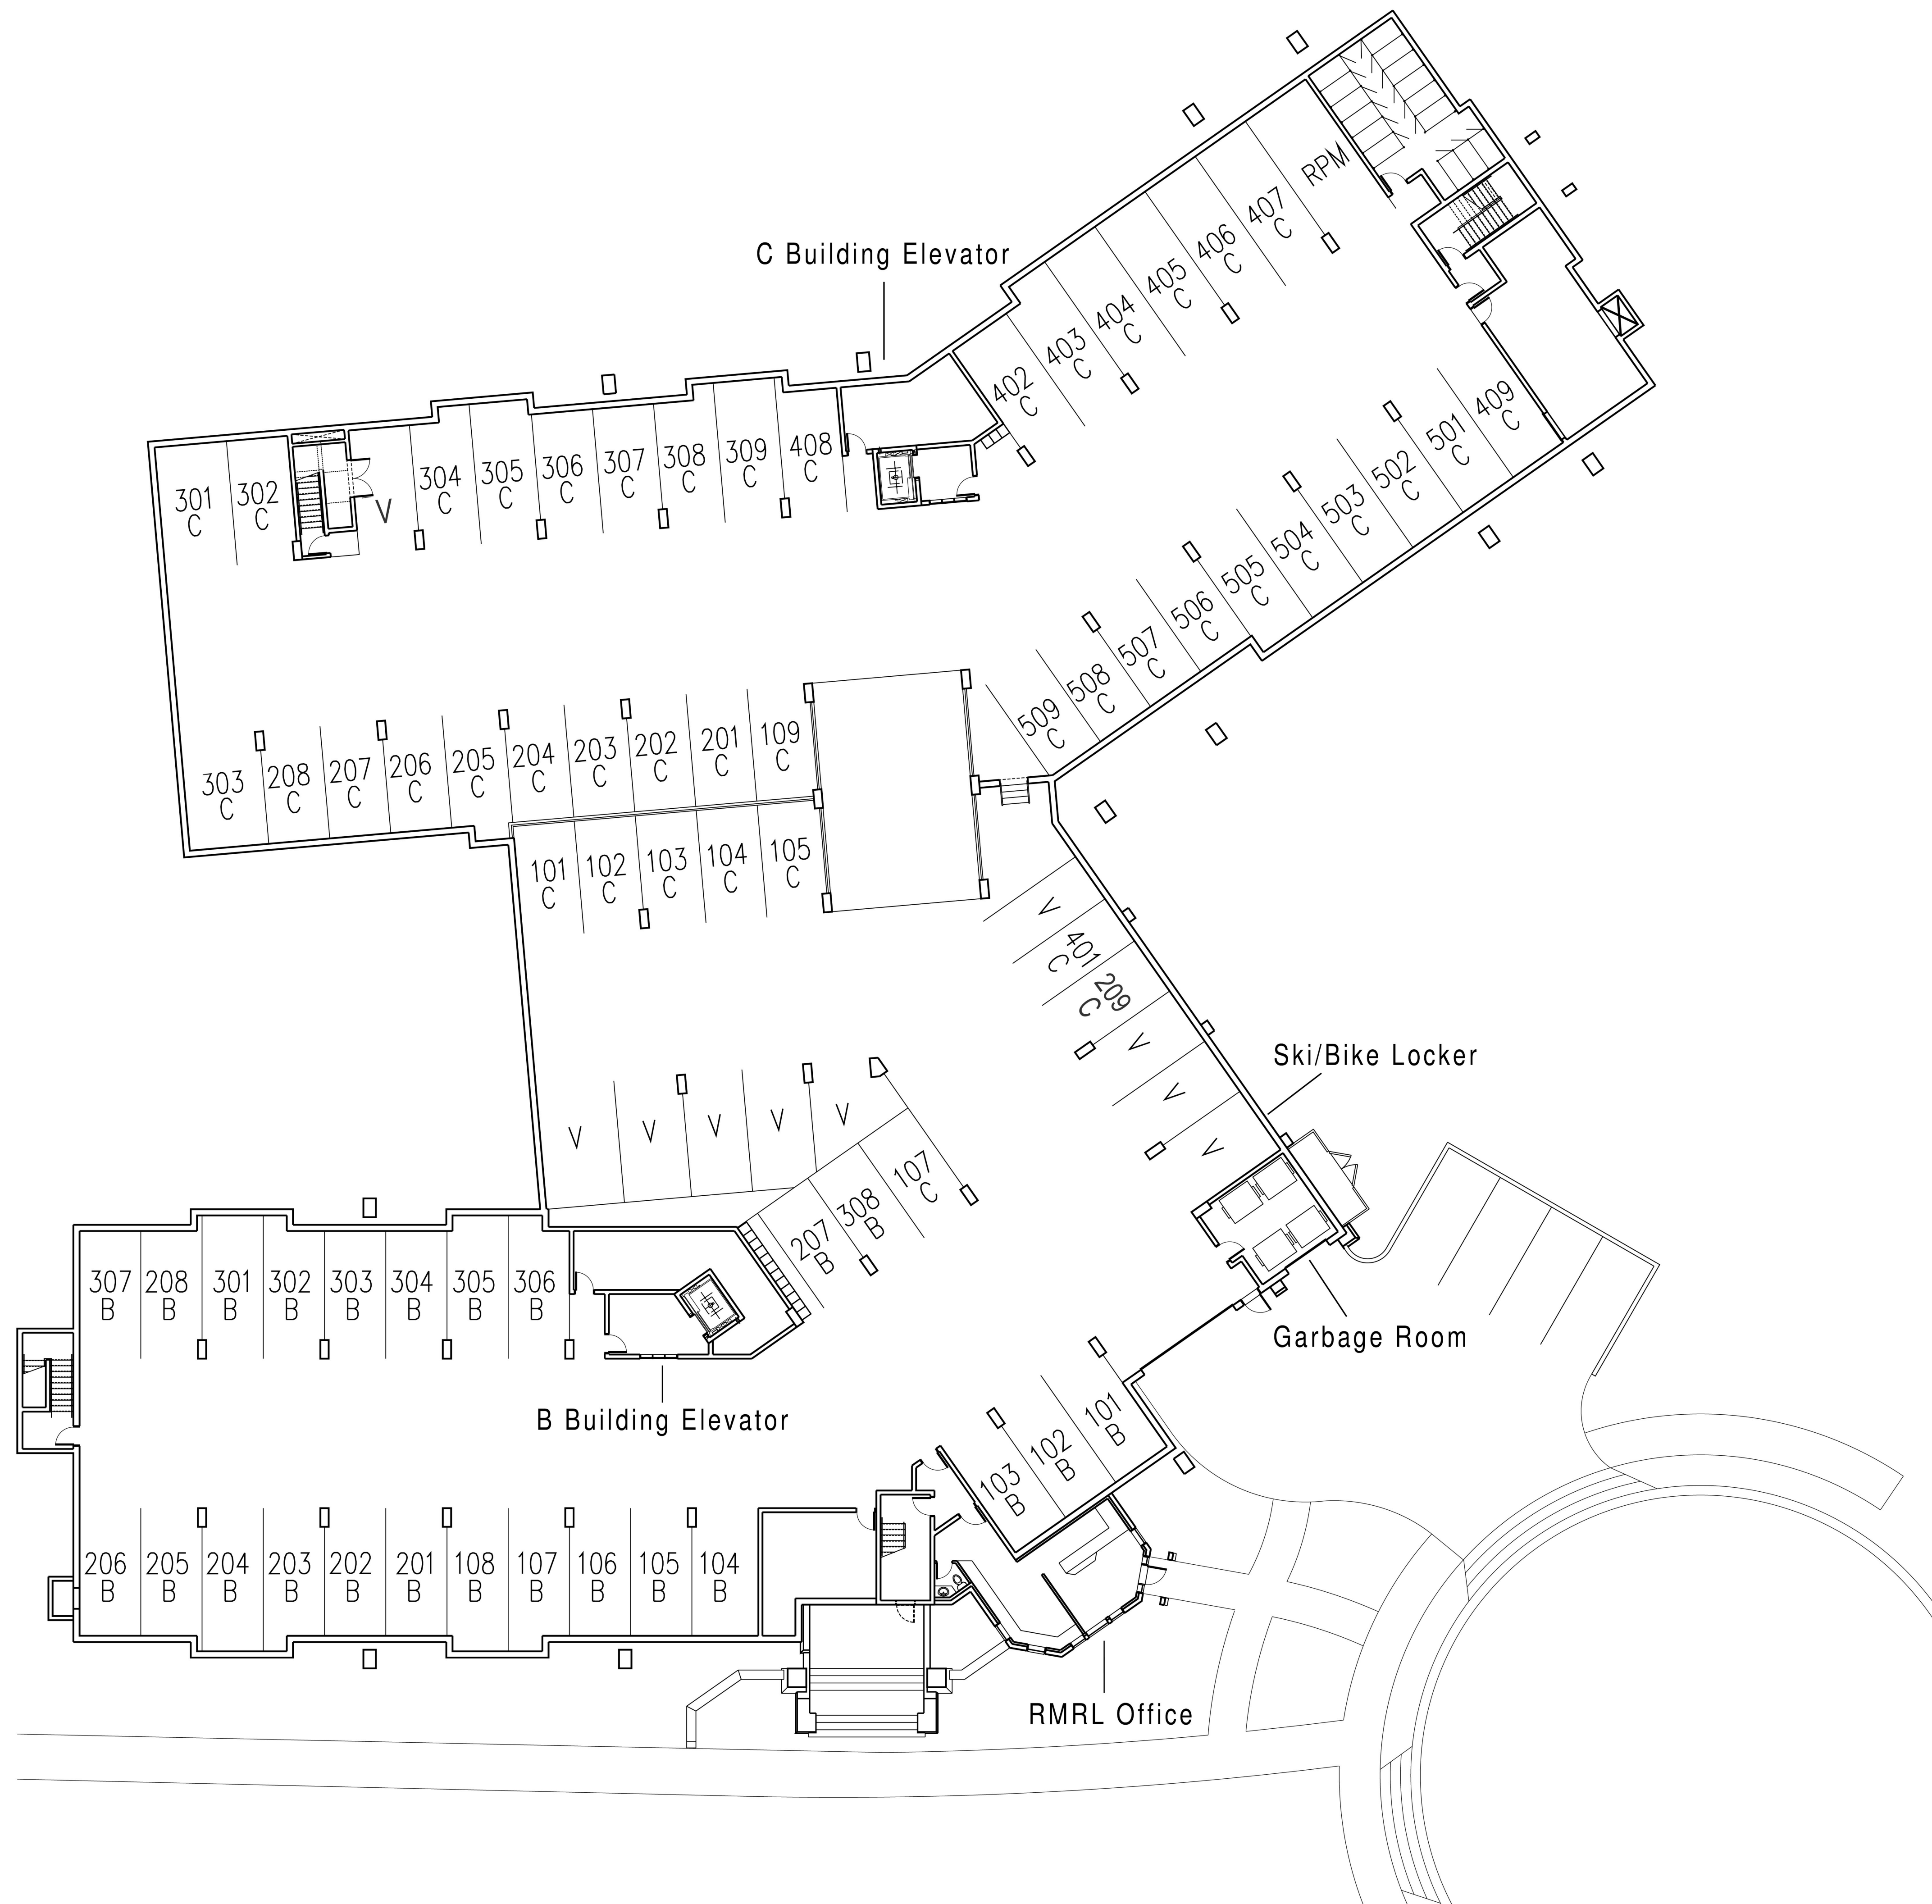 RPM
407
C
406
C
405
C
404
C
403
C
402
C
C Building Elevator
301
C
302
C
V
304
C
305
C
306
C
307
C
308
C
309
C
408
C
409
C
501
C
502
C
503
C
504
C
505
C
506
C
507
C
508
C
509
C
303
C
208
C
207
C
206
C
205
C
204
C
203
C
202
C
201
C
109
C
101
C
102
C
103
C
104
C
105
C
V
401
C
209
C
V
V
V
Ski/Bike Locker
V
V
V
V
V
107
C
308
B
207
B
307
B
208
B
301
B
302
B
303
B
304
B
305
B
306
B
Garbage Room
B Building Elevator
101
B
102
B
103
B
206
B
205
B
204
B
203
B
202
B
201
B
108
B
107
B
106
B
105
B
104
B
RMRL Office